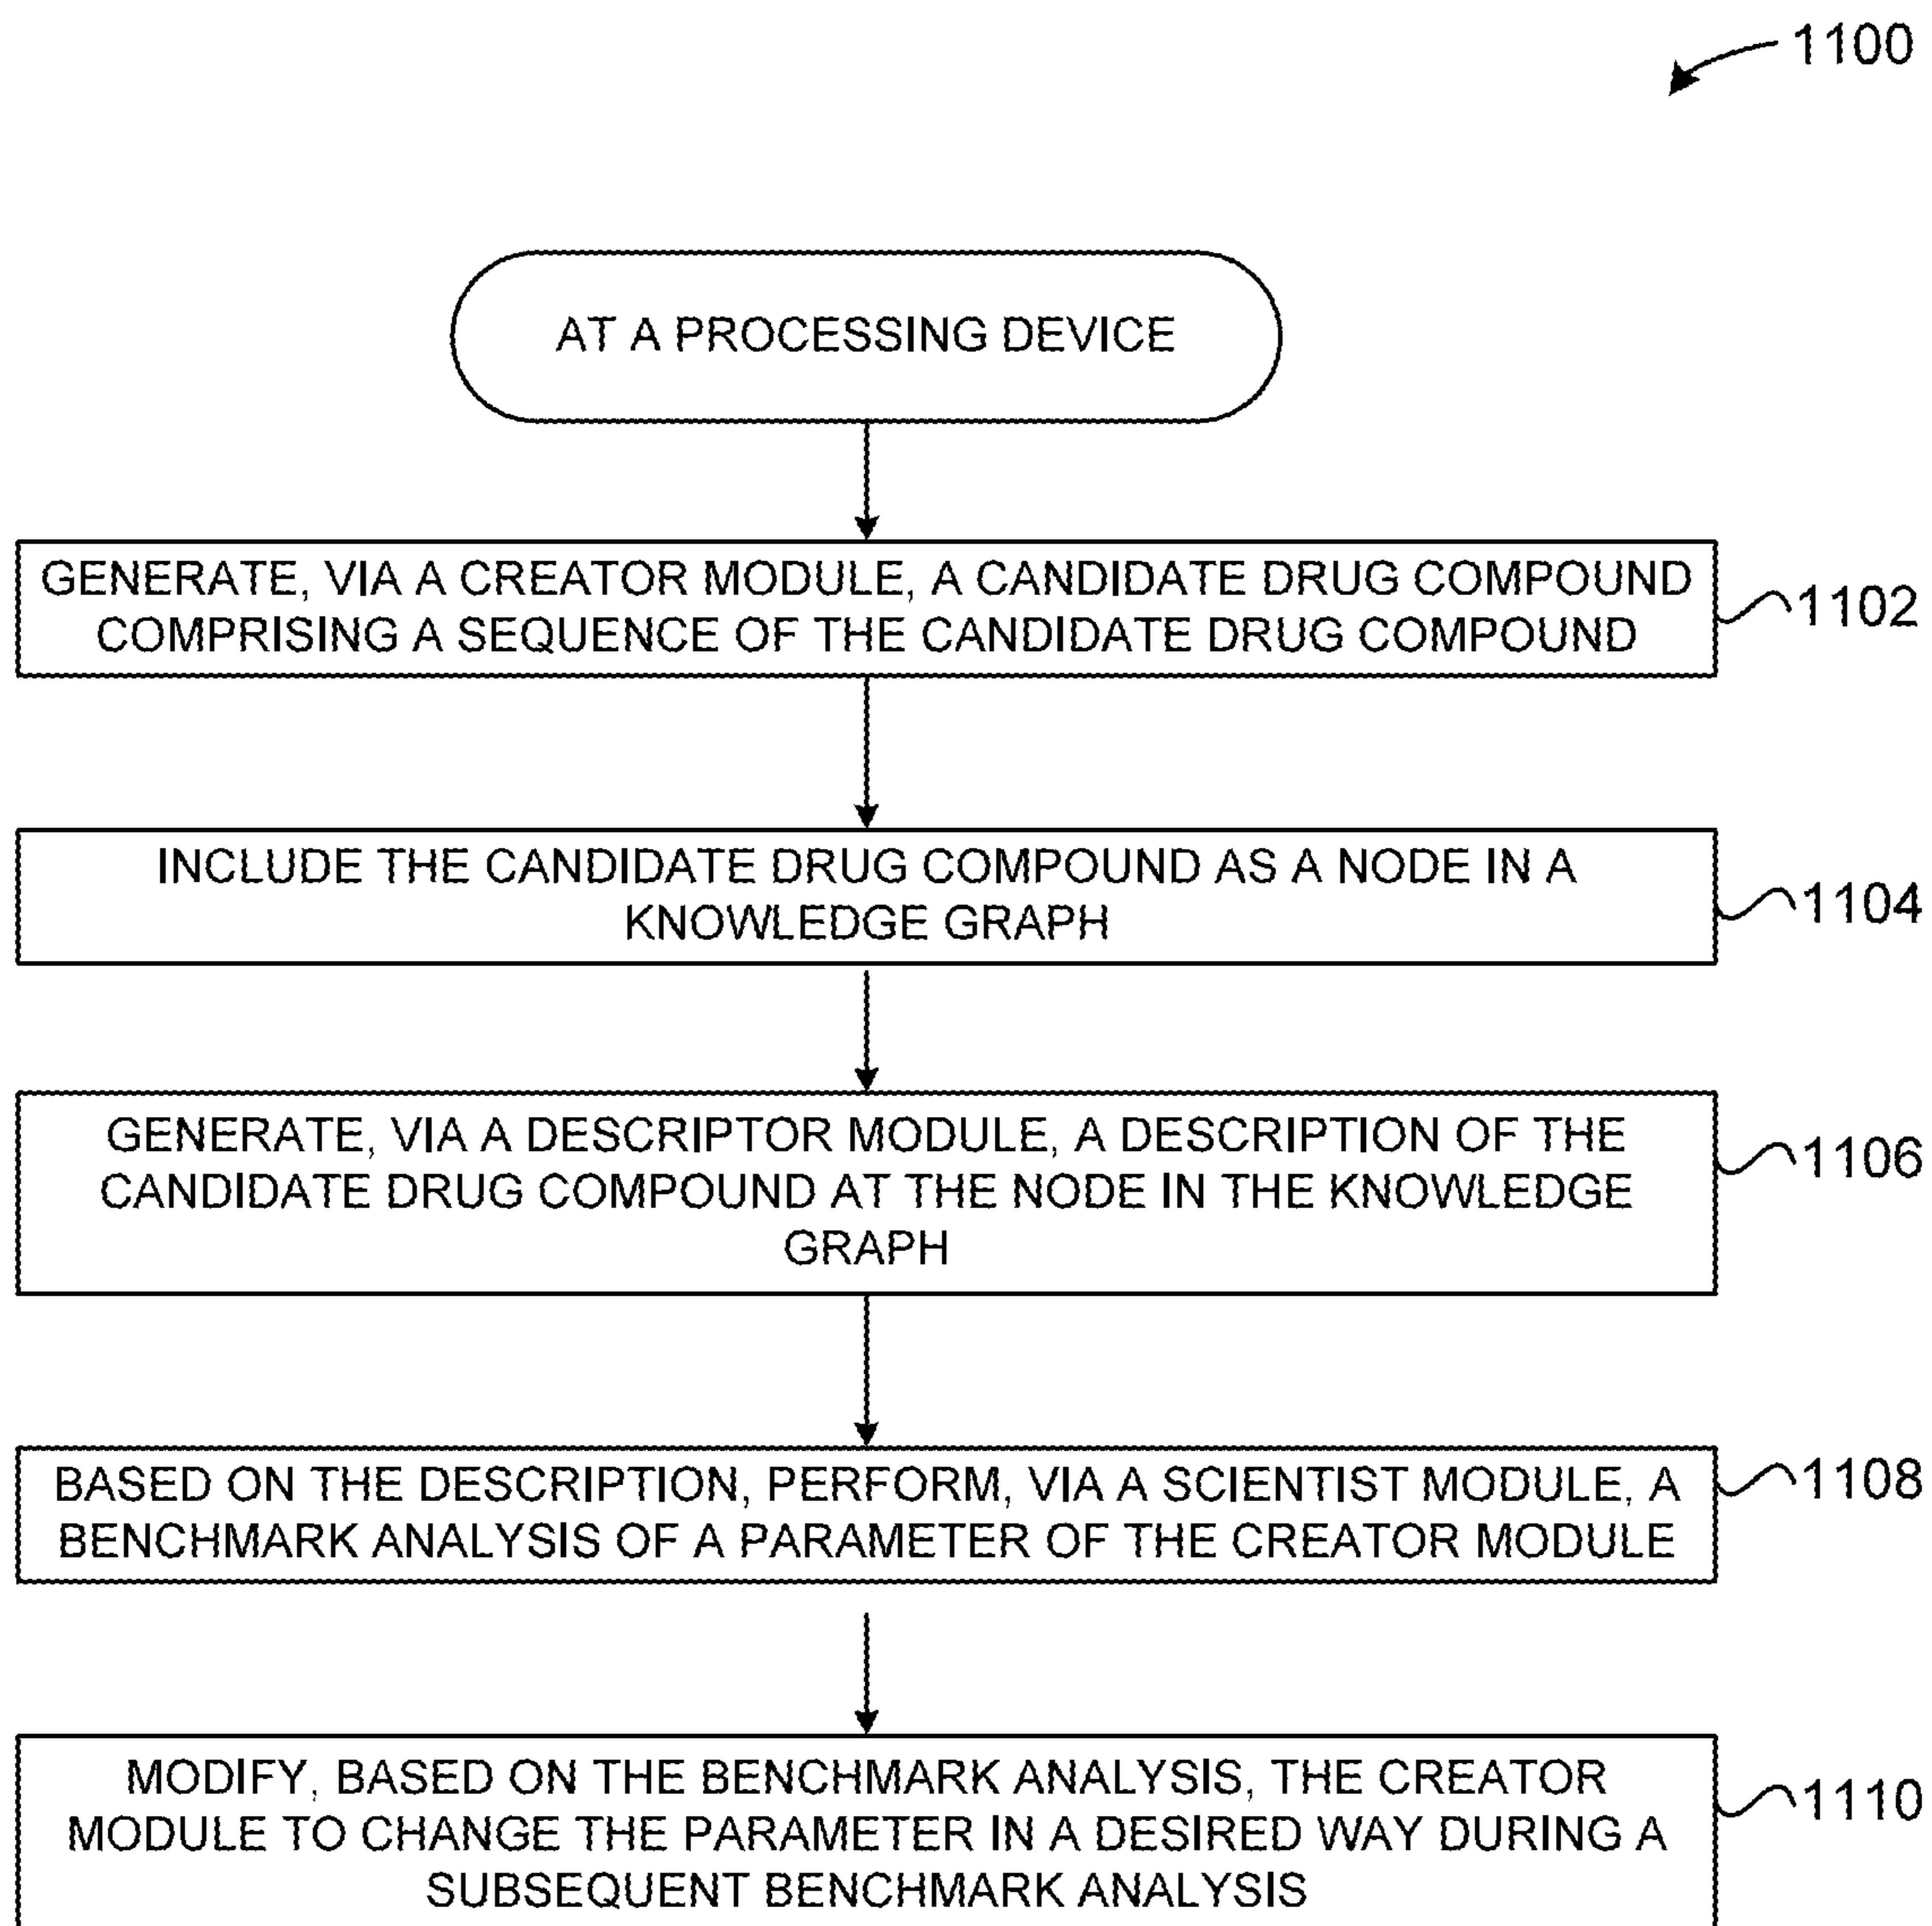 1100
AT A PROCESSING DEVICE
GENERATE, VIA A CREATOR MODULE, A CANDIDATE DRUG COMPOUND
COMPRISING A SEQUENCE OF THE CANDIDATE DRUG COMPOUND
1102
INCLUDE THE CANDIDATE DRUG COMPOUND AS A NODE IN A
KNOWLEDGE GRAPH
1104
GENERATE, VIA A DESCRIPTOR MODULE, A DESCRIPTION OF THE
CANDIDATE DRUG COMPOUND AT THE NODE IN THE KNOWLEDGE
GRAPH
1106
BASED ON THE DESCRIPTION, PERFORM, VIA A SCIENTIST MODULE, A
BENCHMARK ANALYSIS OF A PARAMETER OF THE CREATOR MODULE
1108
MODIFY, BASED ON THE BENCHMARK ANALYSIS, THE CREATOR
MODULE TO CHANGE THE PARAMETER IN A DESIRED WAY DURING A
SUBSEQUENT BENCHMARK ANALYSIS
1110